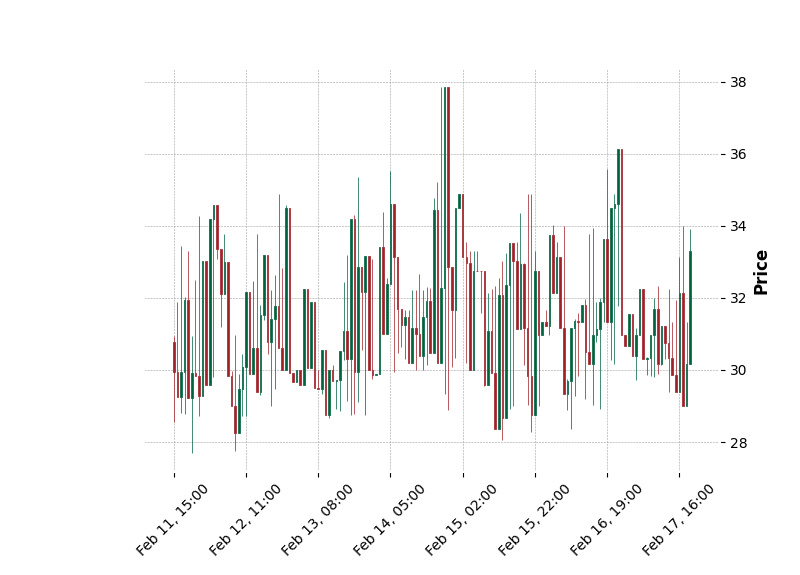 38
36
34
32
30
28
Price
Feb 11, 15:00
Feb 12, 11:00
Feb 13, 08:00
Feb 14, 05:00
Feb 15, 02:00
Feb 15, 22:00
Feb 16, 19:00
Feb 17, 16:00